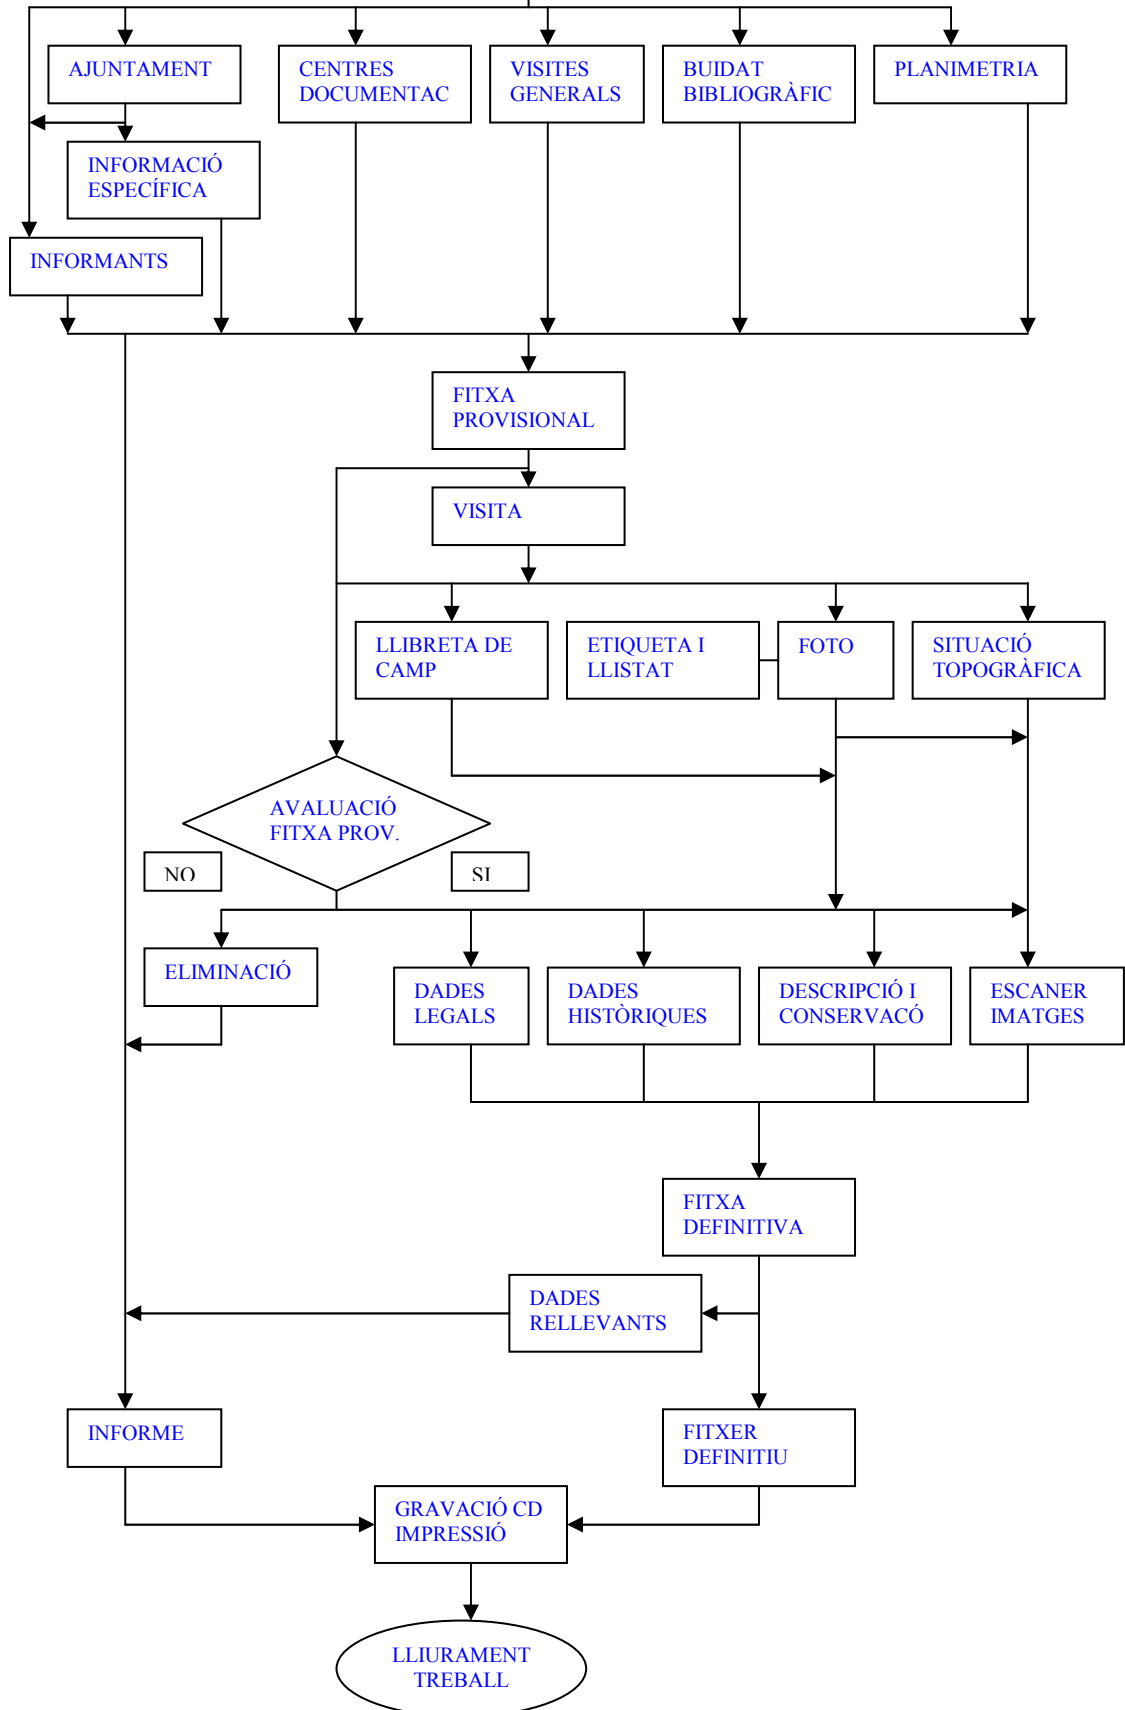 AJUNTAMENT
CENTRES
DOCUMENTAC
VISITES
GENERALS
BUIDAT
BIBLIOGRÀFIC
PLANIMETRIA
INFORMACIÓ
ESPECÍFICA
INFORMANTS
FITXA
PROVISIONAL
VISITA
LLIBRETA DE
CAMP
ETIQUETA I
LLISTAT
FOTO
SITUACIÓ
TOPOGRÀFICA
AVALUACIÓ
FITXA PROV.
NO
SI
ELIMINACIÓ
DADES
LEGALS
DADES
HISTÒRIQUES
DESCRIPCIÓ I
CONSERVACÓ
ESCANER
IMATGES
FITXA
DEFINITIVA
DADES
RELLEVANTS
INFORME
FITXER
DEFINITIU
GRAVACIÓ CD
IMPRESSIÓ
LLIURAMENT
TREBALL